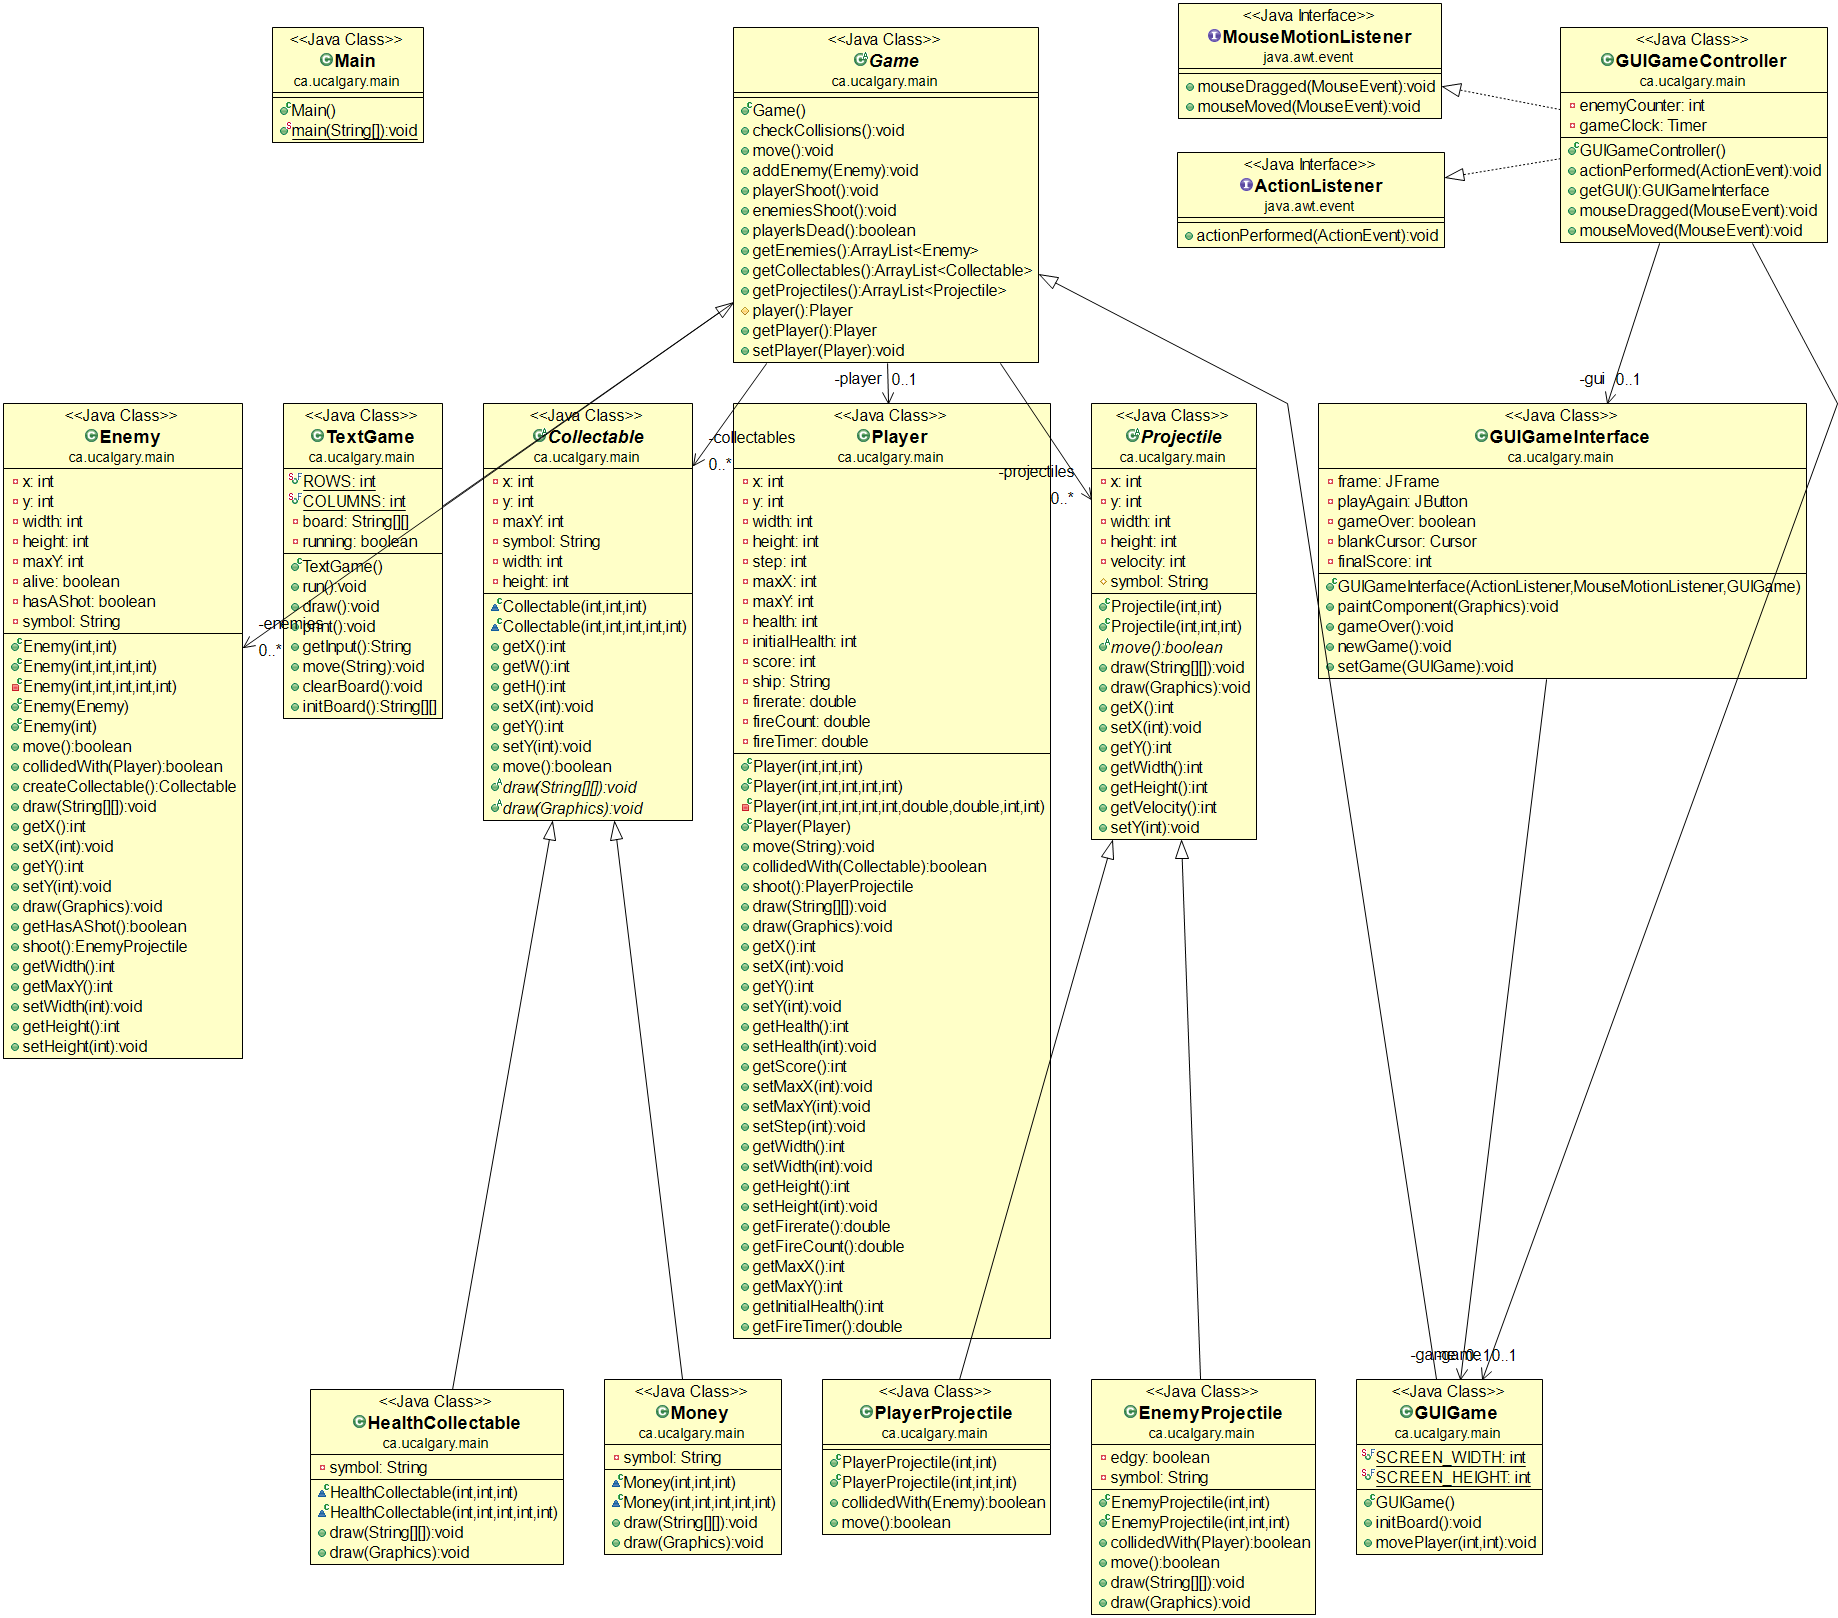 <<Java Class>>
Main
ca.ucalgary.main
Main()
main(String[]):void
<<Java Class>>
Game
ca.ucalgary.main
Game()
checkCollisions():void
move():void
addEnemy(Enemy):void
playerShoot():void
enemiesShoot():void
playerIsDead():boolean
getEnemies():ArrayList<Enemy>
getCollectables():ArrayList<Collectable>
getProjectiles():ArrayList<Projectile>
player():Player
getPlayer():Player
setPlayer(Player):void
<<Java Interface>>
MouseMotionListener
java.awt.event
mouseDragged(MouseEvent):void
mouseMoved(MouseEvent):void
<<Java Interface>>
ActionListener
java.awt.event
actionPerformed(ActionEvent):void
<<Java Class>>
GUIGameController
ca.ucalgary.main
enemyCounter: int
gameClock: Timer
GUIGameController()
actionPerformed(ActionEvent):void
getGUI():GUIGameInterface
mouseDragged(MouseEvent):void
mouseMoved(MouseEvent):void
-player 0..1
-collectables
0..*
-projectiles
0..*
-gui 0..1
-enemies
0..*
<<Java Class>>
Enemy
ca.ucalgary.main
x: int
y: int
width: int
height: int
maxY: int
alive: boolean
hasAShot: boolean
symbol: String
Enemy(int,int)
Enemy(int,int,int,int)
Enemy(int,int,int,int,int)
Enemy(Enemy)
Enemy(int)
move():boolean
collidedWith(Player):boolean
createCollectable():Collectable
draw(String[][]):void
getX():int
setX(int):void
getY():int
setY(int):void
draw(Graphics):void
getHasAShot():boolean
shoot():EnemyProjectile
getWidth():int
getMaxY():int
setWidth(int):void
getHeight():int
setHeight(int):void
<<Java Class>>
TextGame
ca.ucalgary.main
ROWS: int
COLUMNS: int
board: String[][]
running: boolean
TextGame()
run():void
draw():void
print():void
getInput():String
move(String):void
clearBoard():void
initBoard():String[][]
<<Java Class>>
Collectable
ca.ucalgary.main
x: int
y: int
maxY: int
symbol: String
width: int
height: int
Collectable(int,int,int)
Collectable(int,int,int,int,int)
getX():int
getW():int
getH():int
setX(int):void
getY():int
setY(int):void
move():boolean
draw(String[][]):void
draw(Graphics):void
<<Java Class>>
Player
ca.ucalgary.main
x: int
y: int
width: int
height: int
step: int
maxX: int
maxY: int
health: int
initialHealth: int
score: int
ship: String
firerate: double
fireCount: double
fireTimer: double
Player(int,int,int)
Player(int,int,int,int,int)
Player(int,int,int,int,int,double,double,int,int)
Player(Player)
move(String):void
collidedWith(Collectable):boolean
shoot():PlayerProjectile
draw(String[][]):void
draw(Graphics):void
getX():int
setX(int):void
getY():int
setY(int):void
getHealth():int
setHealth(int):void
getScore():int
setMaxX(int):void
setMaxY(int):void
setStep(int):void
getWidth():int
setWidth(int):void
getHeight():int
setHeight(int):void
getFirerate():double
getFireCount():double
getMaxX():int
getMaxY():int
getInitialHealth():int
getFireTimer():double
<<Java Class>>
Projectile
ca.ucalgary.main
x: int
y: int
width: int
height: int
velocity: int
symbol: String
Projectile(int,int)
Projectile(int,int,int)
move():boolean
draw(String[][]):void
draw(Graphics):void
getX():int
setX(int):void
getY():int
getWidth():int
getHeight():int
getVelocity():int
setY(int):void
<<Java Class>>
GUIGameInterface
ca.ucalgary.main
frame: JFrame
playAgain: JButton
gameOver: boolean
blankCursor: Cursor
finalScore: int
GUIGameInterface(ActionListener,MouseMotionListener,GUIGame)
paintComponent(Graphics):void
gameOver():void
newGame():void
setGame(GUIGame):void
<<Java Class>>
HealthCollectable
ca.ucalgary.main
symbol: String
HealthCollectable(int,int,int)
HealthCollectable(int,int,int,int,int)
draw(String[][]):void
draw(Graphics):void
<<Java Class>>
Money
ca.ucalgary.main
symbol: String
Money(int,int,int)
Money(int,int,int,int,int)
draw(String[][]):void
draw(Graphics):void
<<Java Class>>
PlayerProjectile
ca.ucalgary.main
PlayerProjectile(int,int)
PlayerProjectile(int,int,int)
collidedWith(Enemy):boolean
move():boolean
<<Java Class>>
EnemyProjectile
ca.ucalgary.main
edgy: boolean
symbol: String
EnemyProjectile(int,int)
EnemyProjectile(int,int,int)
collidedWith(Player):boolean
move():boolean
draw(String[][]):void
draw(Graphics):void
-game 0..1
-game 0..1
<<Java Class>>
GUIGame
ca.ucalgary.main
SCREEN_WIDTH: int
SCREEN_HEIGHT: int
GUIGame()
initBoard():void
movePlayer(int,int):void